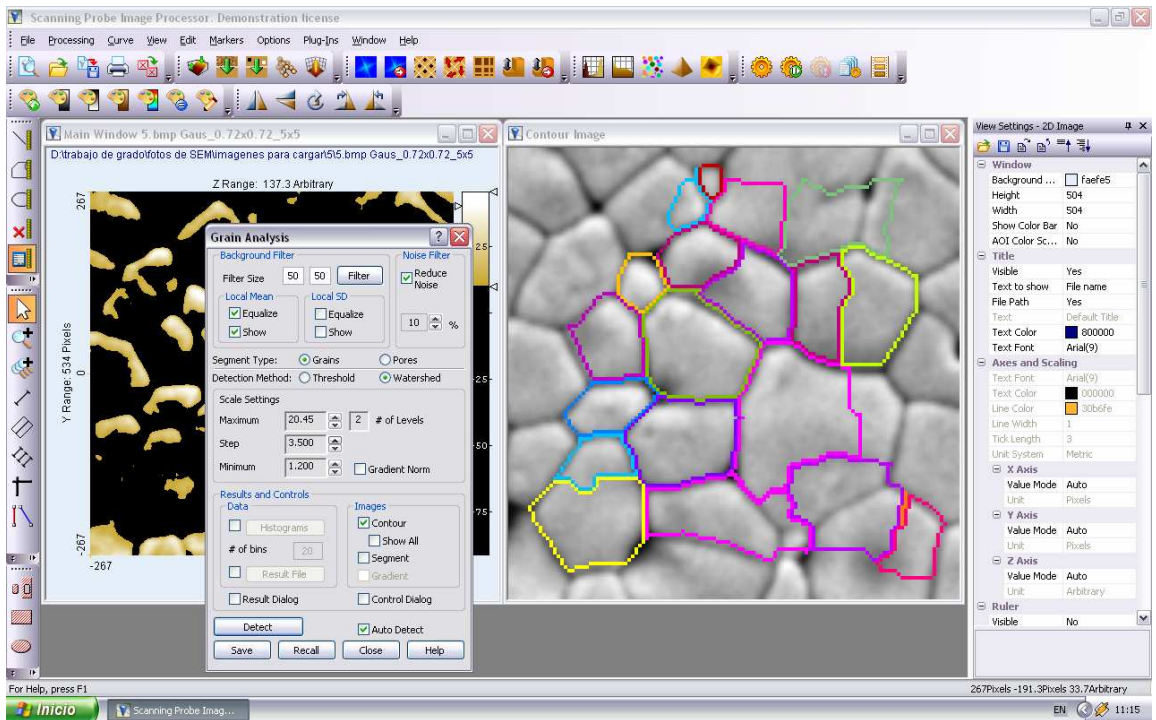 Scanning Probe Image Processor. Demonstration license
File Processing Curve View Edit Markers Options Plug-Ins Window Help
Main Window 5.bmp Gaus_0.72x0.72_5x5
D:\trabajo de grado\fotos de SEM\imagenes para cargar\5\5.bmp Gaus_0.72x0.72_5x5
Z Range: 137.3 Arbitrary
267
Y Range: 534 Pixels
0
-267
-267
25-
-25-
-50-
-75-
Grain Analysis
Background Filter
Noise Filter
Filter Size 50 50 Filter
Reduce Noise
Local Mean
Local SD
Equalize Equalize
Show Show
10 %
Segment Type: Grains Pores
Detection Method: Threshold Watershed
Scale Settings
Maximum 20.45 2 # of Levels
Step 3.500
Minimum 1.200 Gradient Norm
Results and Controls
Data
Images
Histograms
Contour
Show All
# of bins 20
Segment
Result File
Gradient
Result Dialog Control Dialog
Detect Auto Detect
Save Recall Close Help
Contour Image
View Settings - 2D Image
Window
Background ... faefe5
Height 504
Width 504
Show Color Bar No
AOI Color Sc... No
Title
Visible Yes
Text to show File name
File Path Yes
Text Default Title
Text Color 800000
Text Font Arial(9)
Axes and Scaling
Text Font Arial(9)
Text Color 000000
Line Color 30b6fe
Line Width 1
Tick Length 3
Unit System Metric
X Axis
Value Mode Auto
Unit Pixels
Y Axis
Value Mode Auto
Unit Pixels
Z Axis
Value Mode Auto
Unit Arbitrary
Ruler
Visible No
For Help, press F1
267Pixels -191.3Pixels 33.7Arbitrary
Inicio
Scanning Probe Imag...
EN 11:15